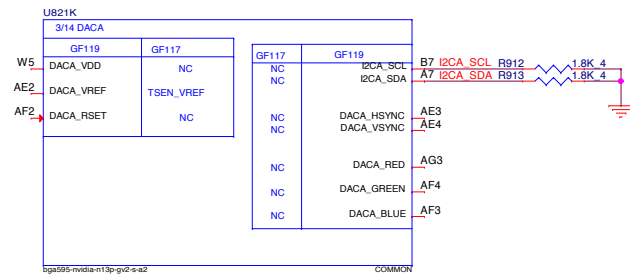 U821K
3/14 DACA
GF119 GF117
W5 DACA_VDD NC
AE2 DACA_VREF TSEN_VREF
AF2 DACA_RSET NC
GF117 GF119
NC I2CA_SCL B7 I2CA_SCL R912 1.8K_4
NC I2CA_SDA A7 I2CA_SDA R913 1.8K_4
NC DACA_HSYNC AE3
NC DACA_VSYNC AE4
NC DACA_RED AG3
NC DACA_GREEN AF4
NC DACA_BLUE AF3
bga595-nvidia-n13p-gv2-s-a2 COMMON